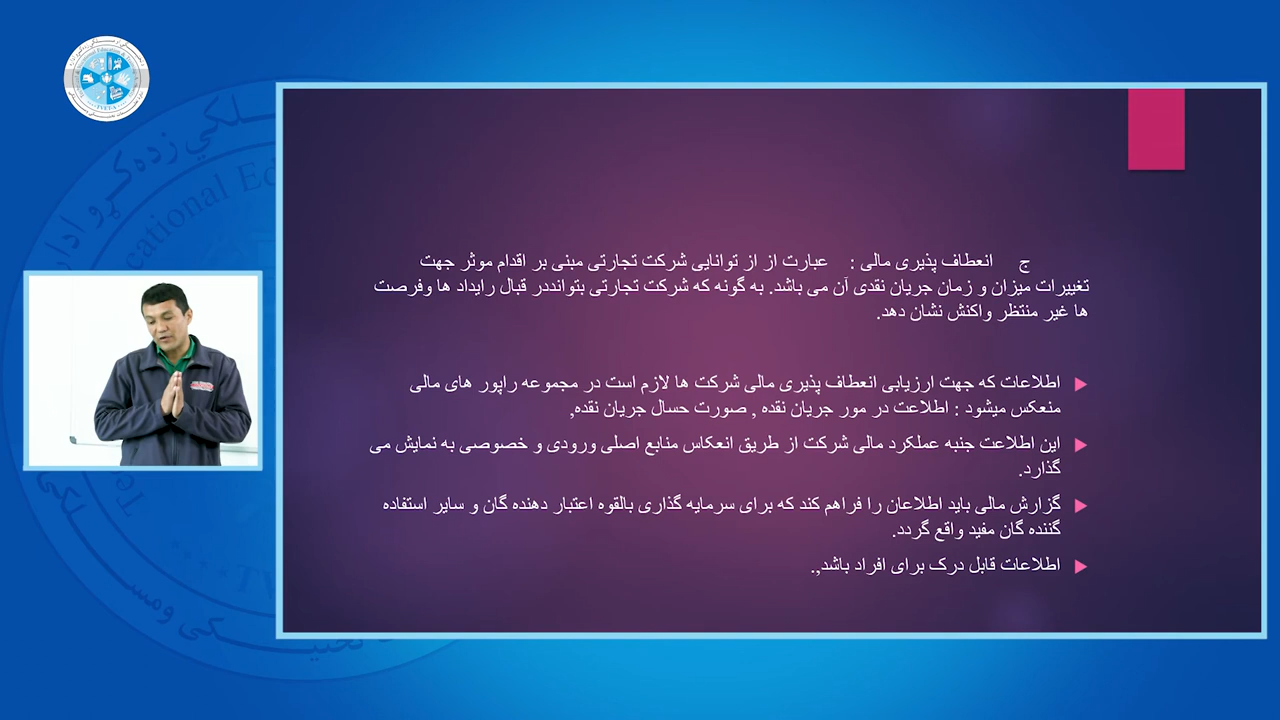 ج انعطاف پذیری مالی : عبارت از از توانایی شرکت تجارتی مبنی بر اقدام موثر جهت
تغییرات میزان و زمان جریان نقدی آن می باشد. به گونه که شرکت تجارتی بتوانددر قبال رایداد ها وفرصت
ها غیر منتظر واکنش نشان دهد.
اطلاعات که جهت ارزیابی انعطاف پذیری مالی شرکت ها لازم است در مجموعه راپور های مالی
منعکس میشود : اطلاعت در مور جریان نقده , صورت حسال جریان نقده,
این اطلاعت جنبه عملکرد مالی شرکت از طریق انعکاس منابع اصلی ورودی و خصوصی به نمایش می
گذارد.
گزارش مالی باید اطلاعان را فراهم کند که برای سرمایه گذاری بالقوه اعتبار دهنده گان و سایر استفاده
گننده گان مفید واقع گردد.
اطلاعات قابل درک برای افراد باشد,.